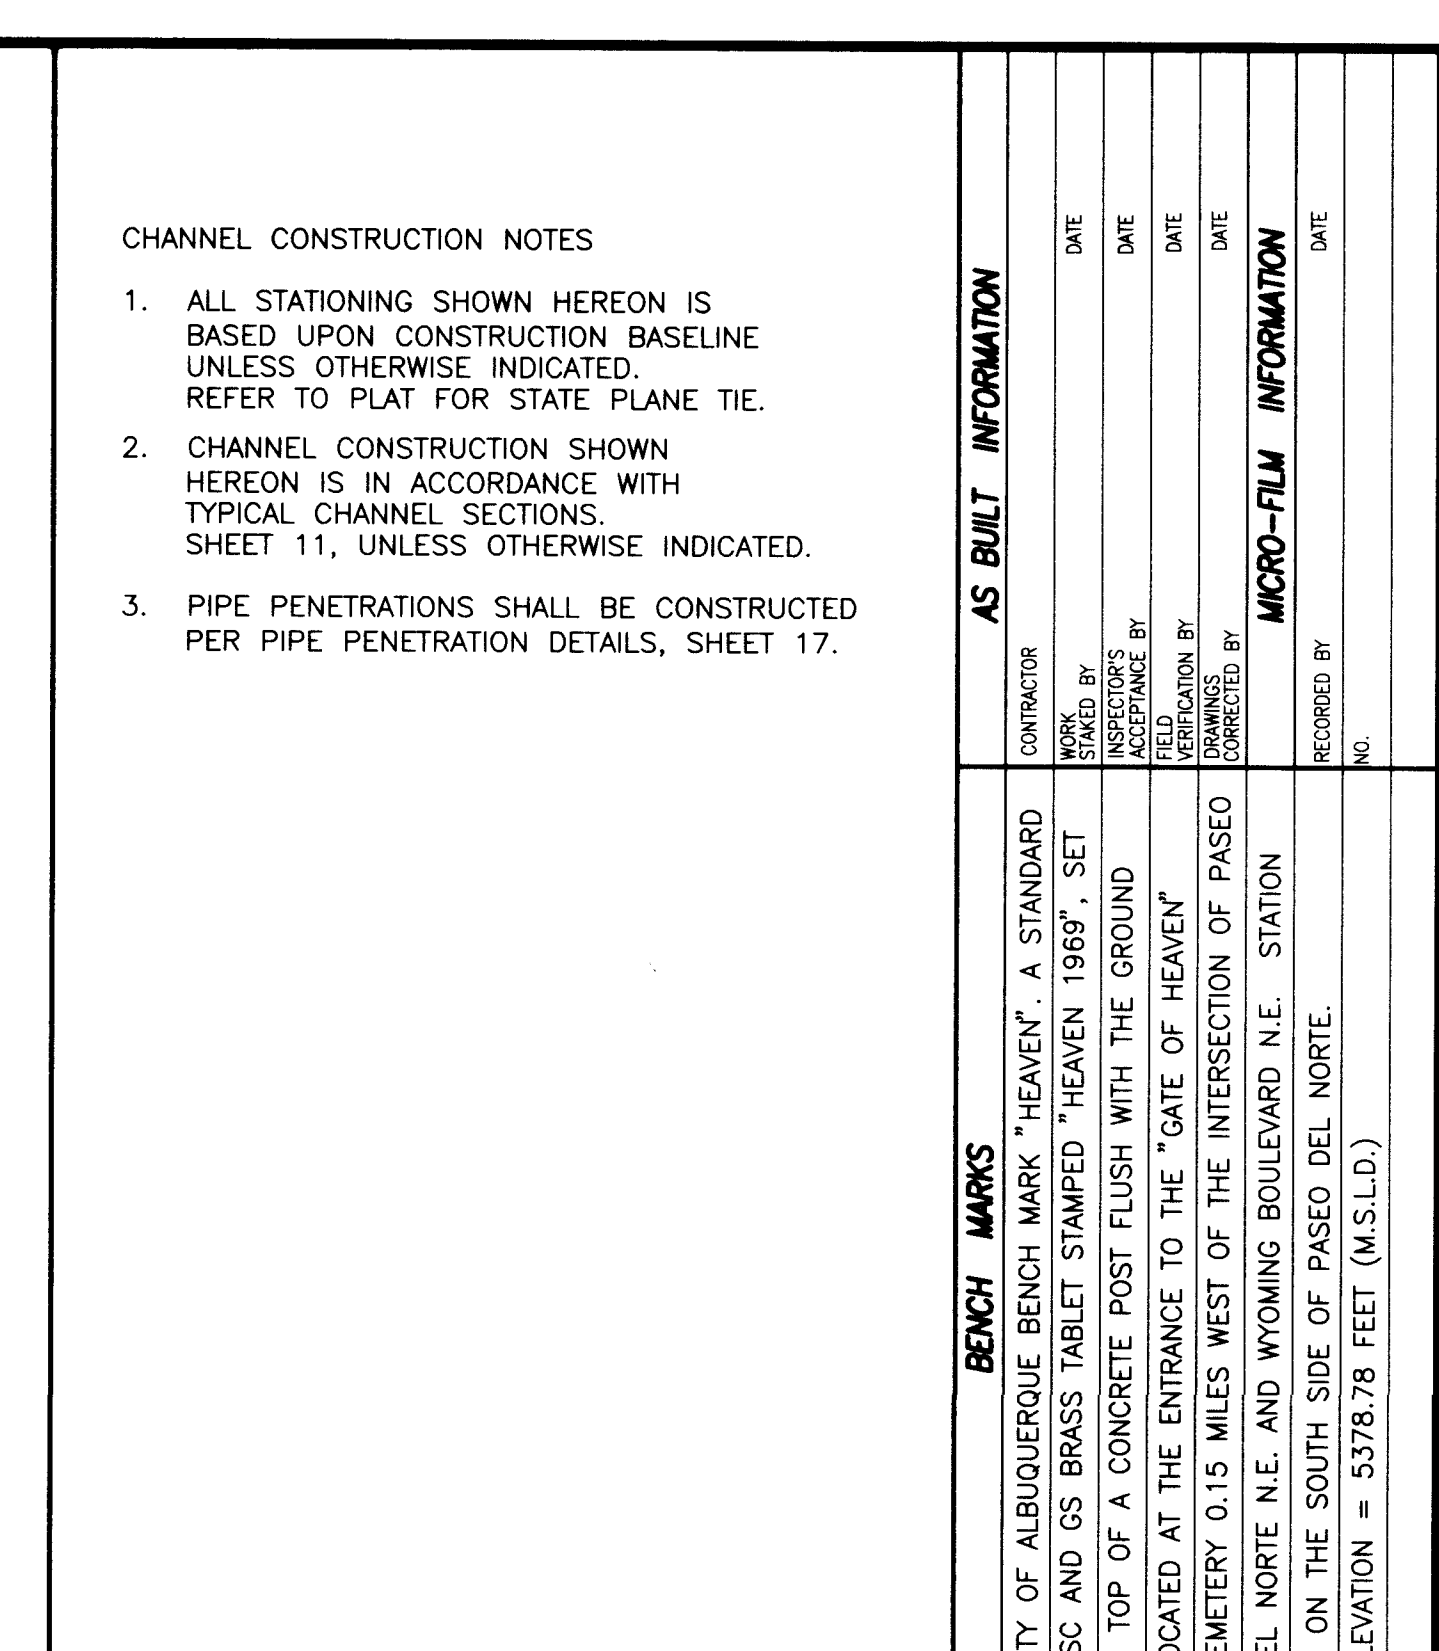 CHANNEL CONSTRUCTION NOTES
1. ALL STATIONING SHOWN HEREON IS
BASED UPON CONSTRUCTION BASELINE
UNLESS OTHERWISE INDICATED.
REFER TO PLAT FOR STATE PLANE TIE.
2. CHANNEL CONSTRUCTION SHOWN
HEREON IS IN ACCORDANCE WITH
TYPICAL CHANNEL SECTIONS.
SHEET 11, UNLESS OTHERWISE INDICATED.
3. PIPE PENETRATIONS SHALL BE CONSTRUCTED
PER PIPE PENETRATION DETAILS, SHEET 17.
AS BUILT INFORMATION
CONTRACTOR
WORK
STAKED BY DATE
INSPECTOR'S
ACCEPTANCE BY DATE
FIELD
VERIFICATION BY DATE
DRAWINGS
CORRECTED BY DATE
MICRO-FILM INFORMATION
RECORDED BY DATE
NO.
BENCH MARKS
TY OF ALBUQUERQUE BENCH MARK "HEAVEN". A STANDARD
SC AND GS BRASS TABLET STAMPED "HEAVEN 1969", SET
TOP OF A CONCRETE POST FLUSH WITH THE GROUND
OCATED AT THE ENTRANCE TO THE "GATE OF HEAVEN"
EMETERY 0.15 MILES WEST OF THE INTERSECTION OF PASEO
EL NORTE N.E. AND WYOMING BOULEVARD N.E. STATION
ON THE SOUTH SIDE OF PASEO DEL NORTE.
EVATION = 5378.78 FEET (M.S.L.D.)